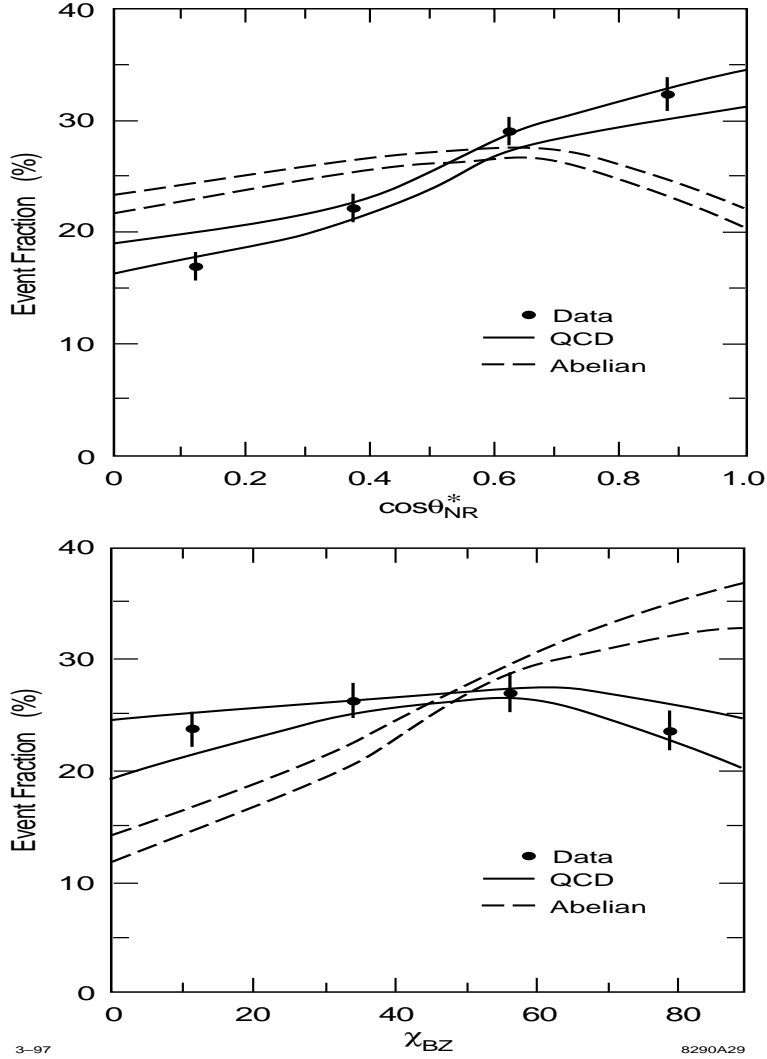 40
30
20
10
0
Event Fraction (%)
Data
QCD
Abelian
0 0.2 0.4 0.6 0.8 1.0
cosθ*NR
40
30
20
10
0
Event Fraction (%)
Data
QCD
Abelian
0 20 40 60 80
χBZ
3–97 8290A29